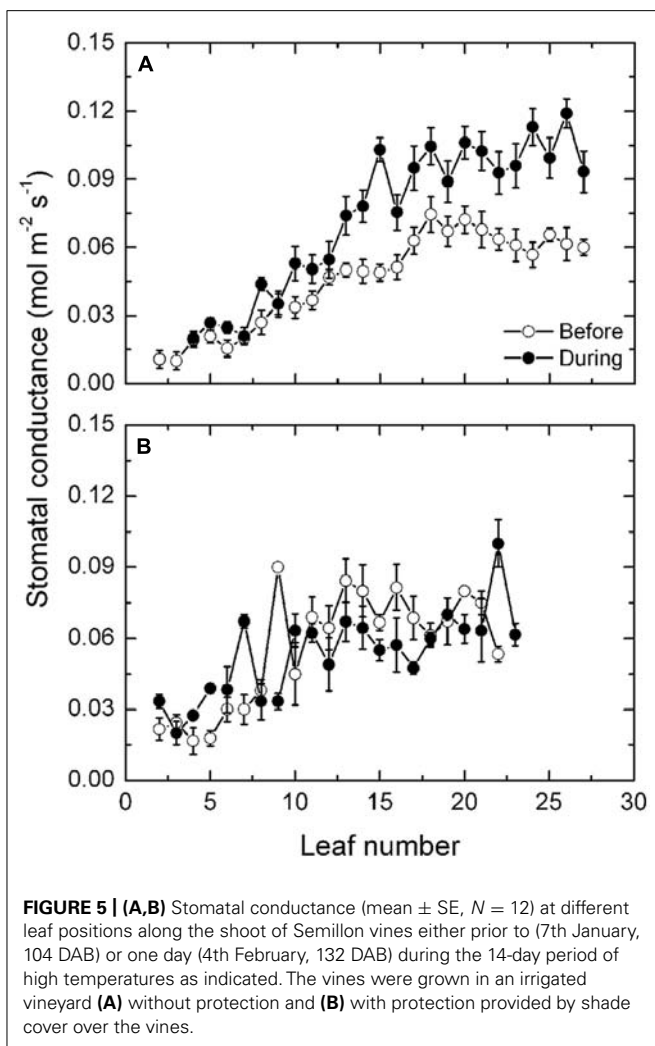 0.15
A
0.12
0.09
0.06
0.03
0.00
Before
During
Stomatal conductance (mol m⁻² s⁻¹)
0.15
B
0.12
0.09
0.06
0.03
0.00
0 5 10 15 20 25 30
Leaf number
FIGURE 5 | (A,B) Stomatal conductance (mean ± SE, N = 12) at different
leaf positions along the shoot of Semillon vines either prior to (7th January,
104 DAB) or one day (4th February, 132 DAB) during the 14-day period of
high temperatures as indicated. The vines were grown in an irrigated
vineyard (A) without protection and (B) with protection provided by shade
cover over the vines.